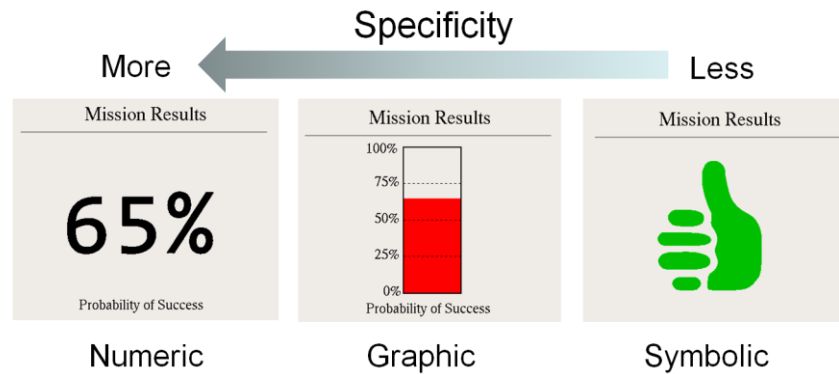 Specificity
More
Less
Mission Results
65%
Probability of Success
Numeric
Mission Results
100%
75%
50%
25%
0%
Probability of Success
Graphic
Mission Results
Symbolic